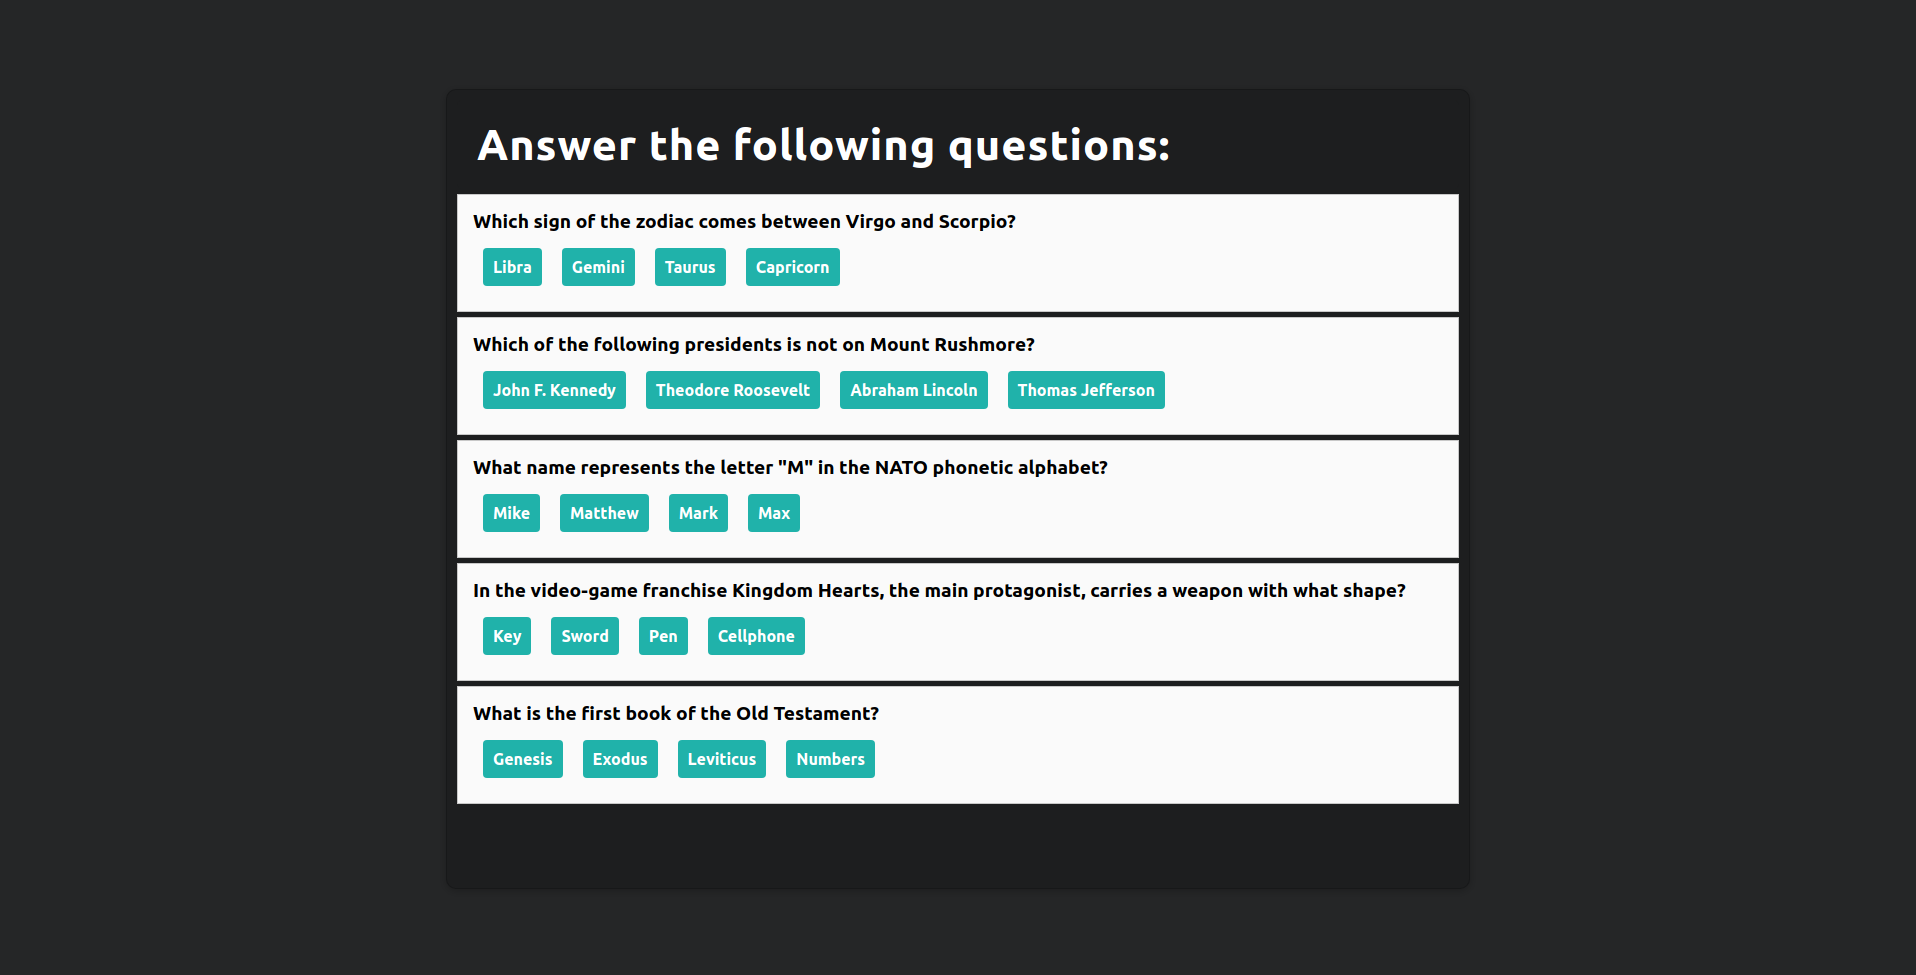 Answer the following questions:
Which sign of the zodiac comes between Virgo and Scorpio?
Libra Gemini Taurus Capricorn
Which of the following presidents is not on Mount Rushmore?
John F. Kennedy Theodore Roosevelt Abraham Lincoln Thomas Jefferson
What name represents the letter "M" in the NATO phonetic alphabet?
Mike Matthew Mark Max
In the video-game franchise Kingdom Hearts, the main protagonist, carries a weapon with what shape?
Key Sword Pen Cellphone
What is the first book of the Old Testament?
Genesis Exodus Leviticus Numbers